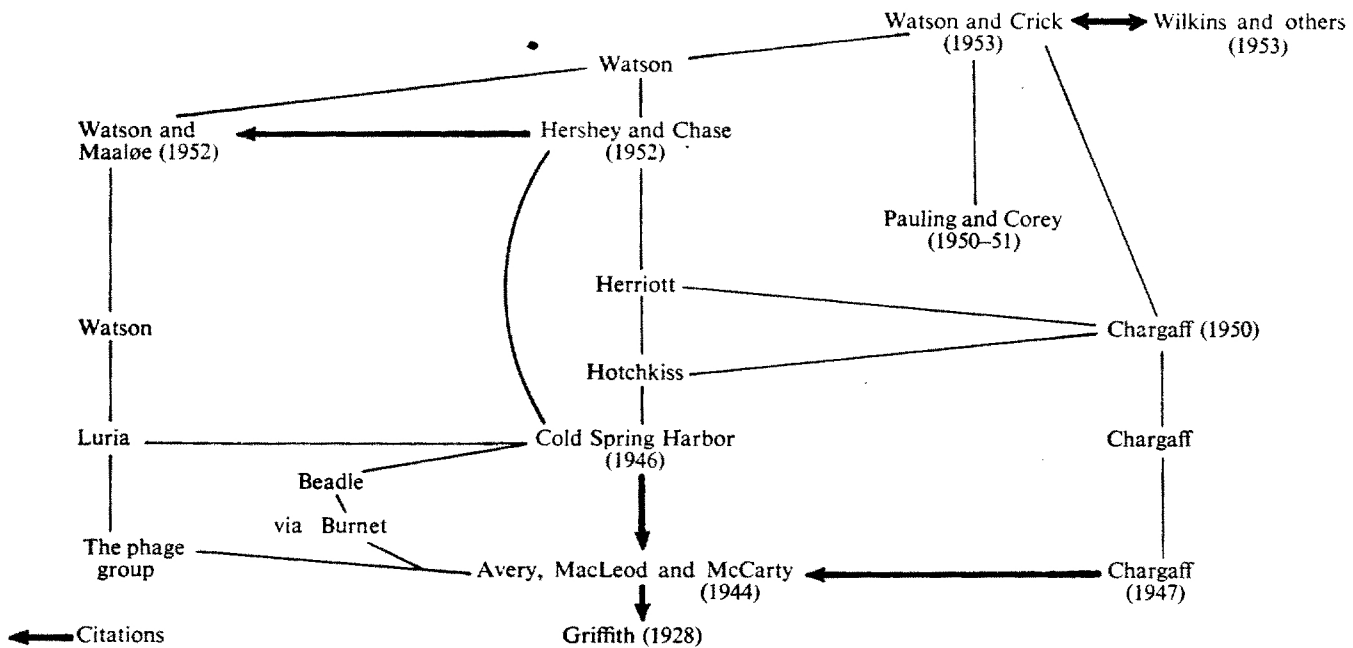 Watson and Crick
(1953)
Wilkins and others
(1953)
Watson
Watson and
Maaløe (1952)
Hershey and Chase
(1952)
Pauling and Corey
(1950–51)
Herriott
Watson
Chargaff (1950)
Hotchkiss
Luria
Cold Spring Harbor
(1946)
Chargaff
Beadle
via Burnet
The phage
group
Avery, MacLeod and McCarty
(1944)
Chargaff
(1947)
Citations
Griffith (1928)